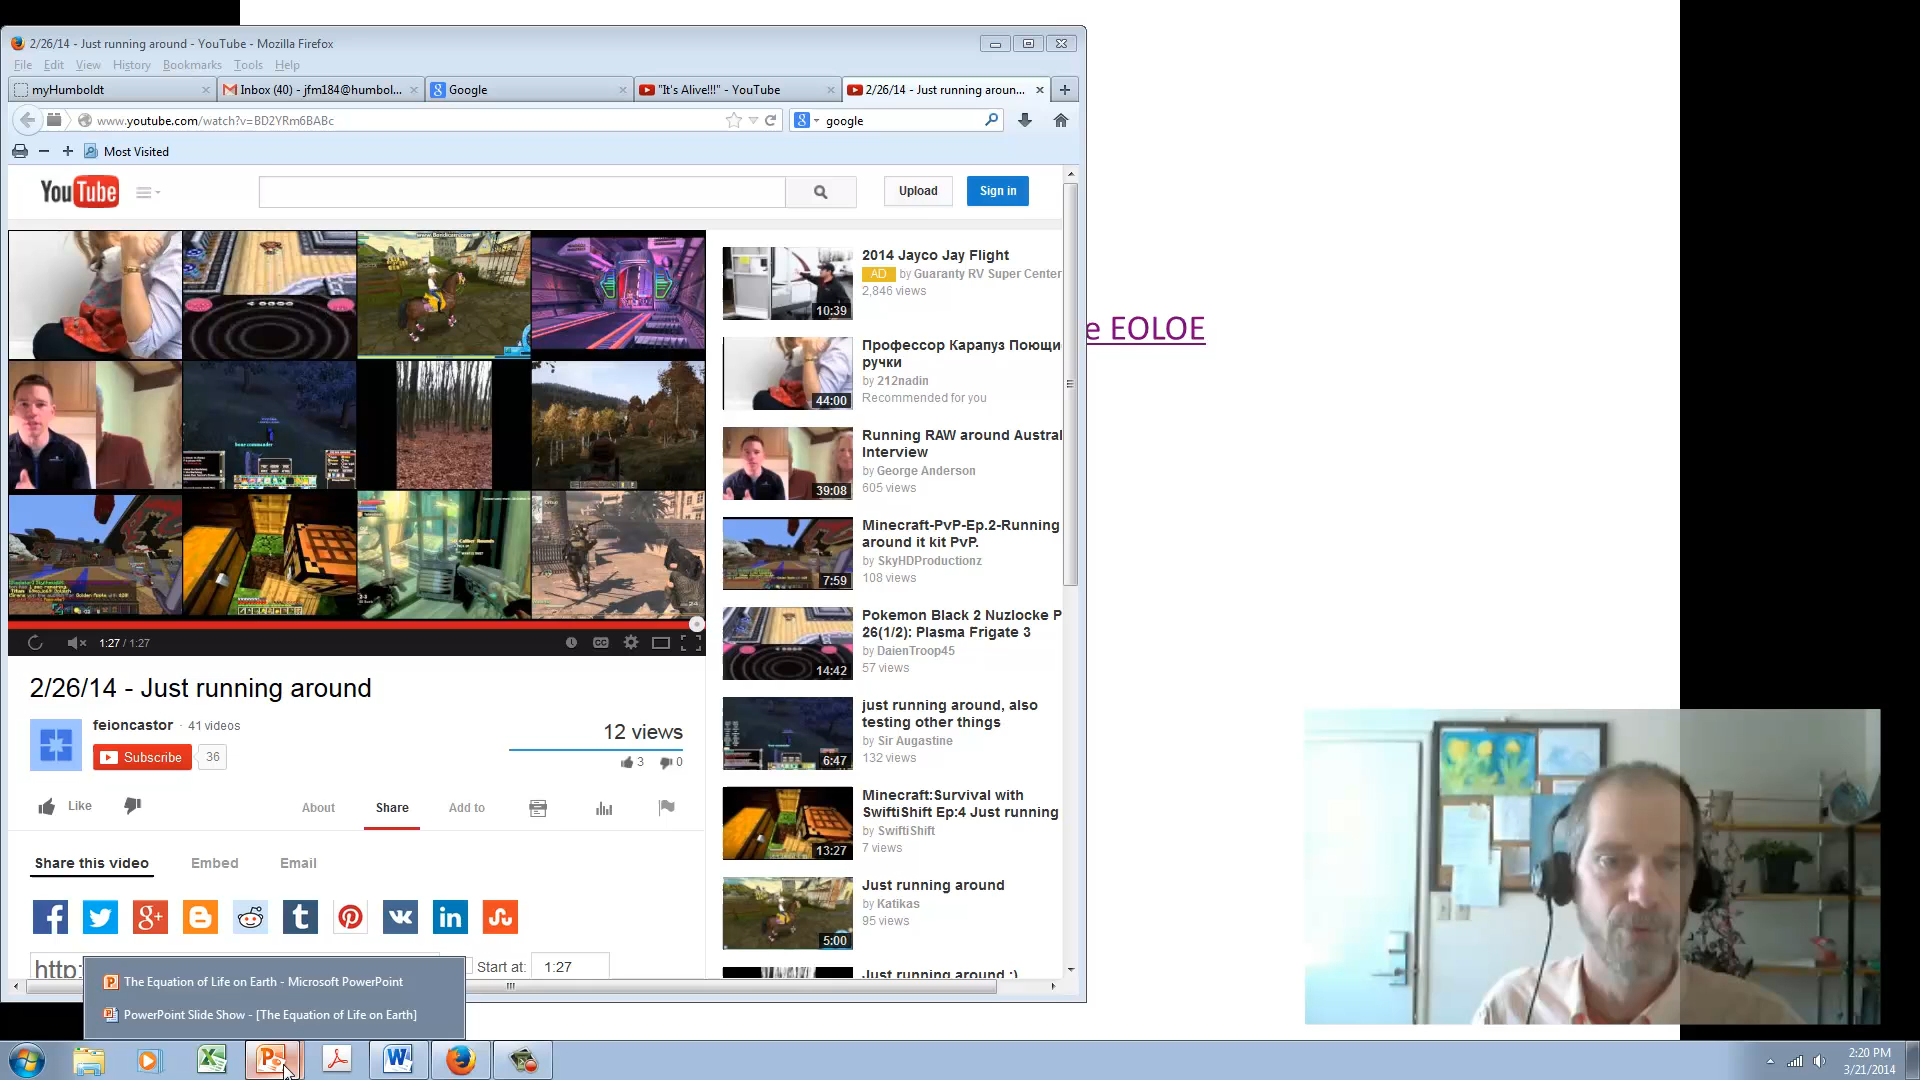 2/26/14 - Just running around - YouTube - Mozilla Firefox
File Edit View History Bookmarks Tools Help
myHumboldt
Inbox (40) - jfm184@humbol...
Google
"It's Alive!!!" - YouTube
2/26/14 - Just running aroun...
www.youtube.com/watch?v=BD2YRm6BABc
google
Most Visited
YouTube
Upload
Sign in
2014 Jayco Jay Flight
AD by Guaranty RV Super Center
2,846 views
10:39
e EOLOE
Профессор Карапуз Поющи
ручки
by 212nadin
Recommended for you
44:00
Running RAW around Austral
Interview
by George Anderson
605 views
39:08
Minecraft-PvP-Ep.2-Running
around it kit PvP.
by SkyHDProductionz
108 views
7:59
Pokemon Black 2 Nuzlocke P
26(1/2): Plasma Frigate 3
by DaienTroop45
57 views
14:42
1:27 / 1:27
CC
2/26/14 - Just running around
feioncastor · 41 videos
Subscribe 36
12 views
3 0
just running around, also
testing other things
by Sir Augastine
132 views
6:47
Like
About
Share
Add to
Minecraft:Survival with
SwiftiShift Ep:4 Just running
by SwiftiShift
7 views
13:27
Share this video
Embed
Email
Just running around
by Katikas
95 views
5:00
http:
Start at: 1:27
Just running around :)
The Equation of Life on Earth - Microsoft PowerPoint
PowerPoint Slide Show - [The Equation of Life on Earth]
2:20 PM
3/21/2014